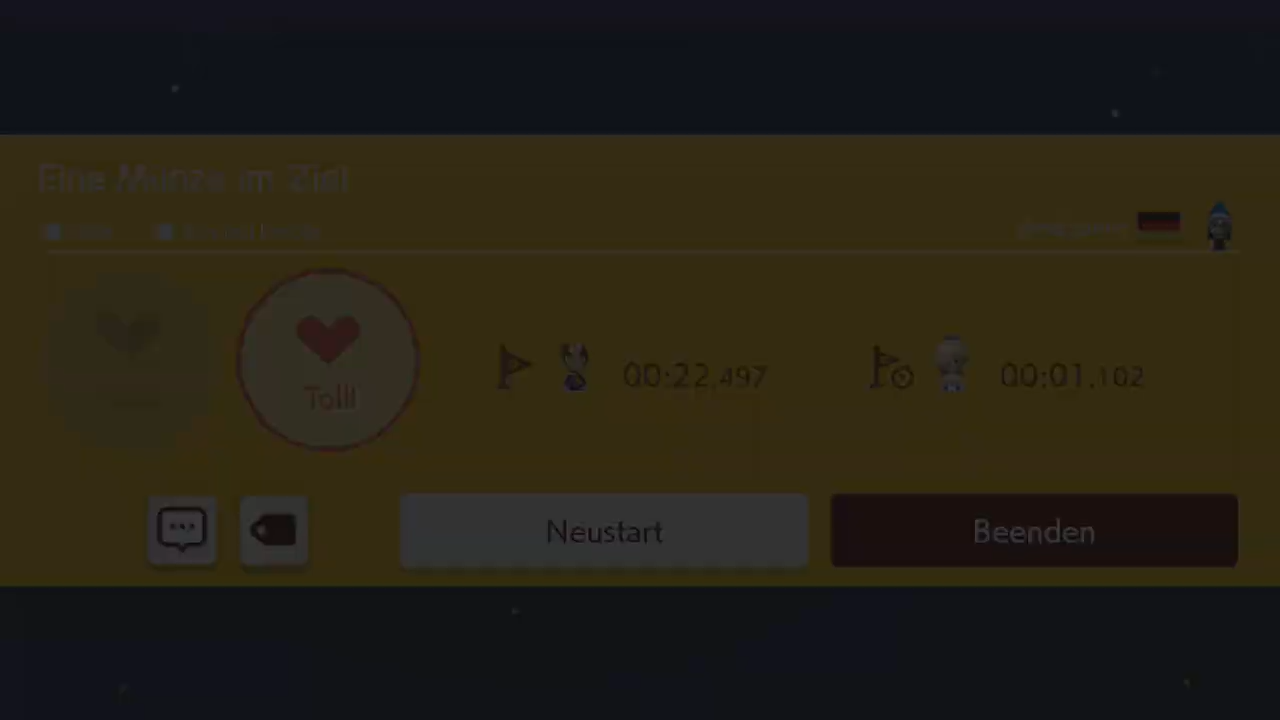 Eine Münze im Ziel
Toll!
00:22,497
00:01,102
Neustart
Beenden